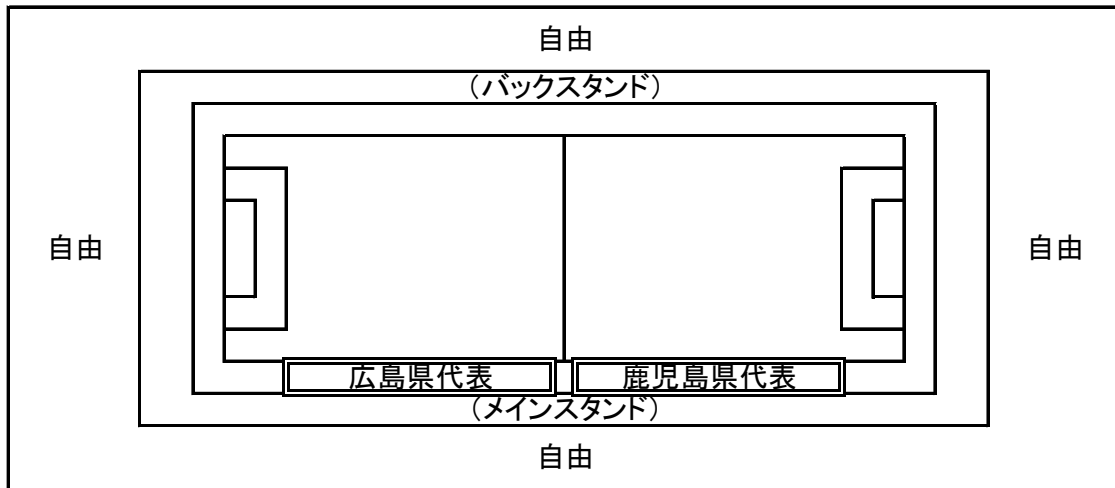 自由
（バックスタンド）
自由
自由
広島県代表
鹿児島県代表
（メインスタンド）
自由